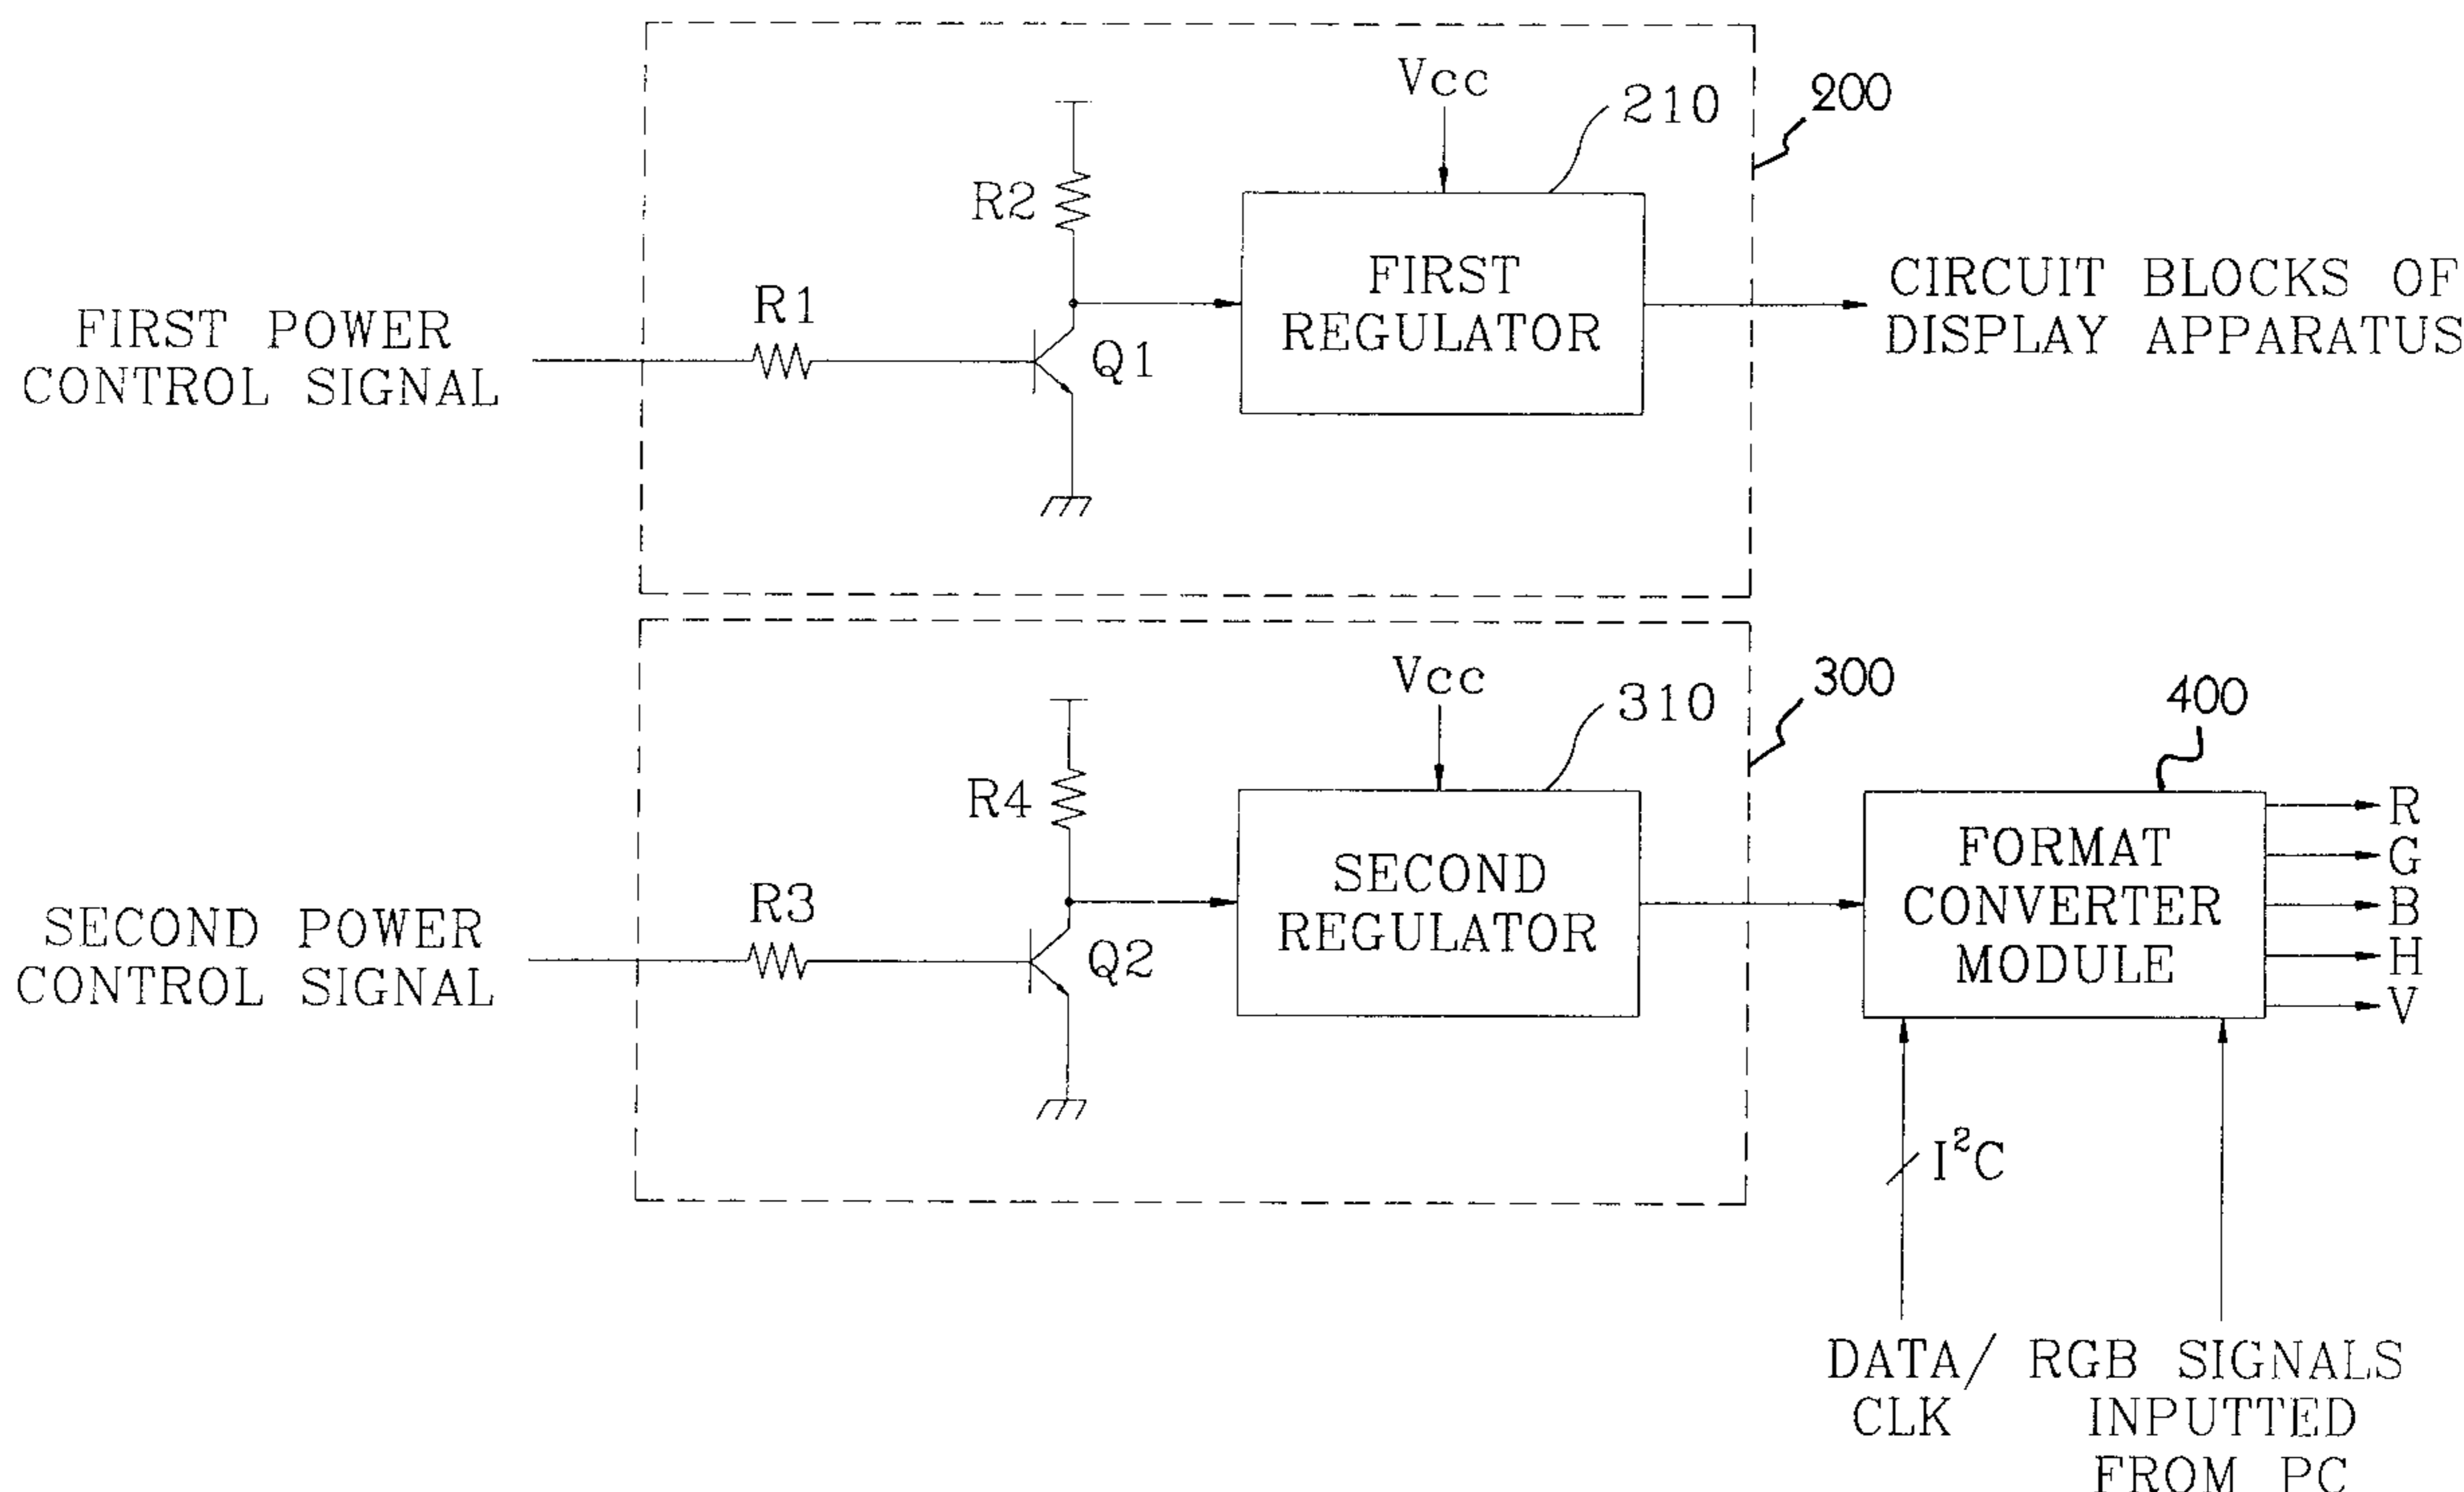 Vcc
210
200
R2
FIRST
REGULATOR
CIRCUIT BLOCKS OF
DISPLAY APPARATUS
R1
FIRST POWER
CONTROL SIGNAL
Q1
Vcc
310
300
400
R4
SECOND
REGULATOR
FORMAT
CONVERTER
MODULE
R
G
B
H
V
R3
SECOND POWER
CONTROL SIGNAL
Q2
I²C
DATA/
CLK
RGB SIGNALS
INPUTTED
FROM PC